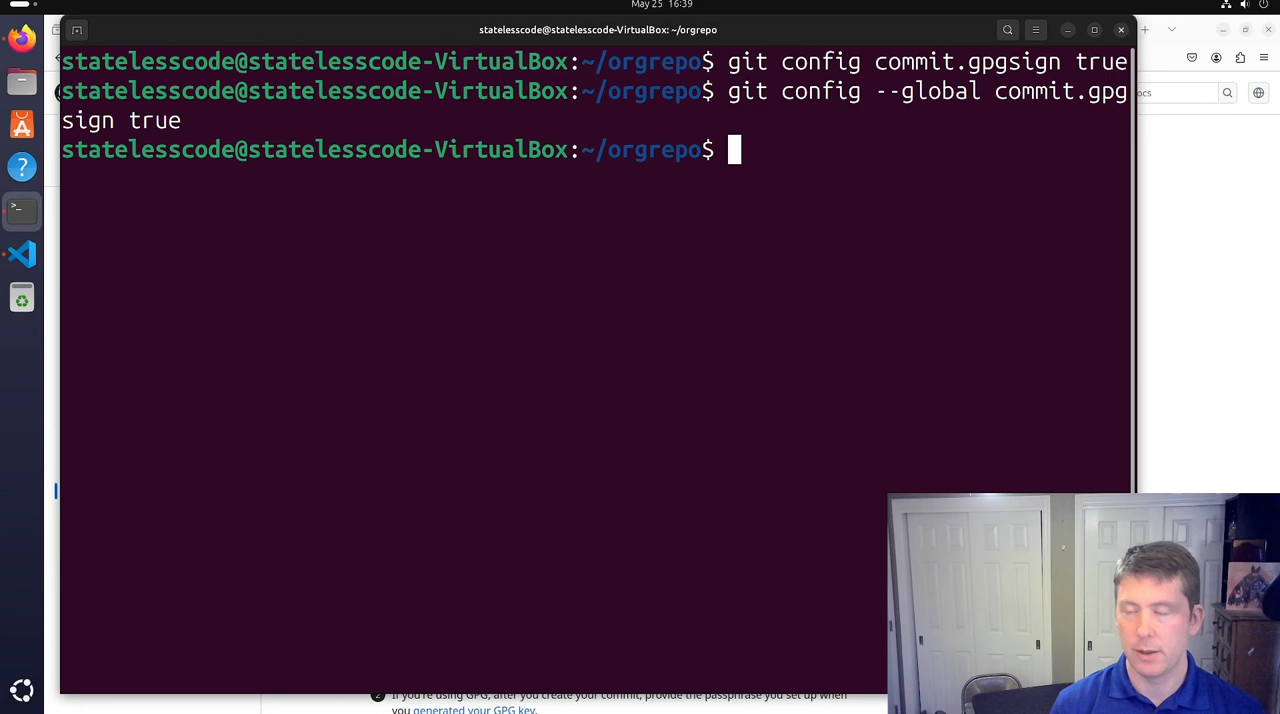 May 25 16:39
statelesscode@statelesscode-VirtualBox: ~/orgrepo
statelesscode@statelesscode-VirtualBox:~/orgrepo$ git config commit.gpgsign true
statelesscode@statelesscode-VirtualBox:~/orgrepo$ git config --global commit.gpg
sign true
statelesscode@statelesscode-VirtualBox:~/orgrepo$
ocs
2 If you're using GPG, after you create your commit, provide the passphrase you set up when
you generated your GPG key.